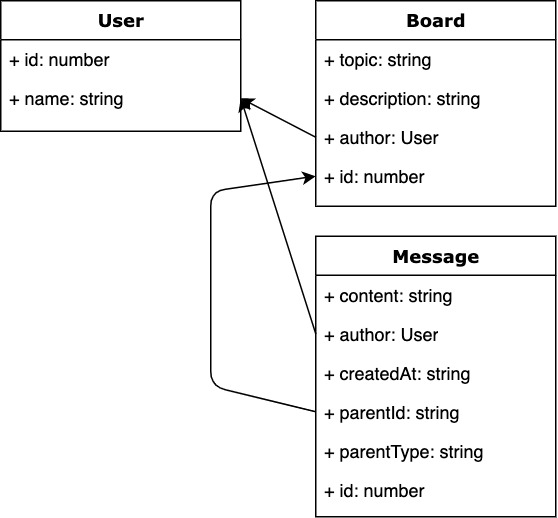 User
+ id: number
+ name: string
Board
+ topic: string
+ description: string
+ author: User
+ id: number
Message
+ content: string
+ author: User
+ createdAt: string
+ parentId: string
+ parentType: string
+ id: number